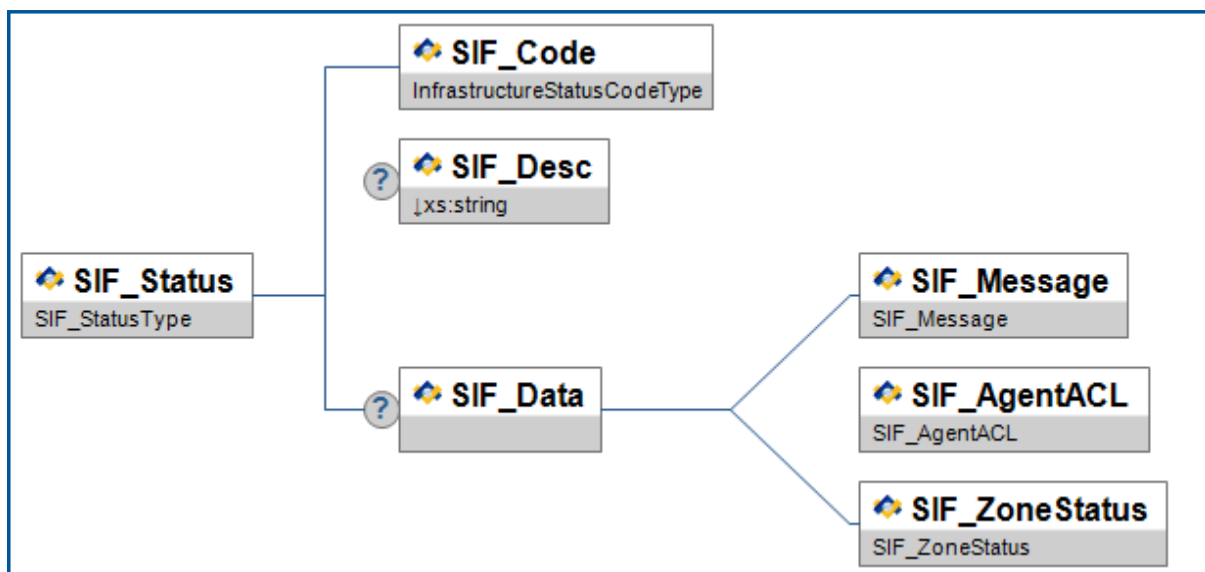 SIF_Code
InfrastructureStatusCodeType
?
SIF_Desc
↓xs:string
SIF_Status
SIF_StatusType
?
SIF_Data
SIF_Message
SIF_Message
SIF_AgentACL
SIF_AgentACL
SIF_ZoneStatus
SIF_ZoneStatus